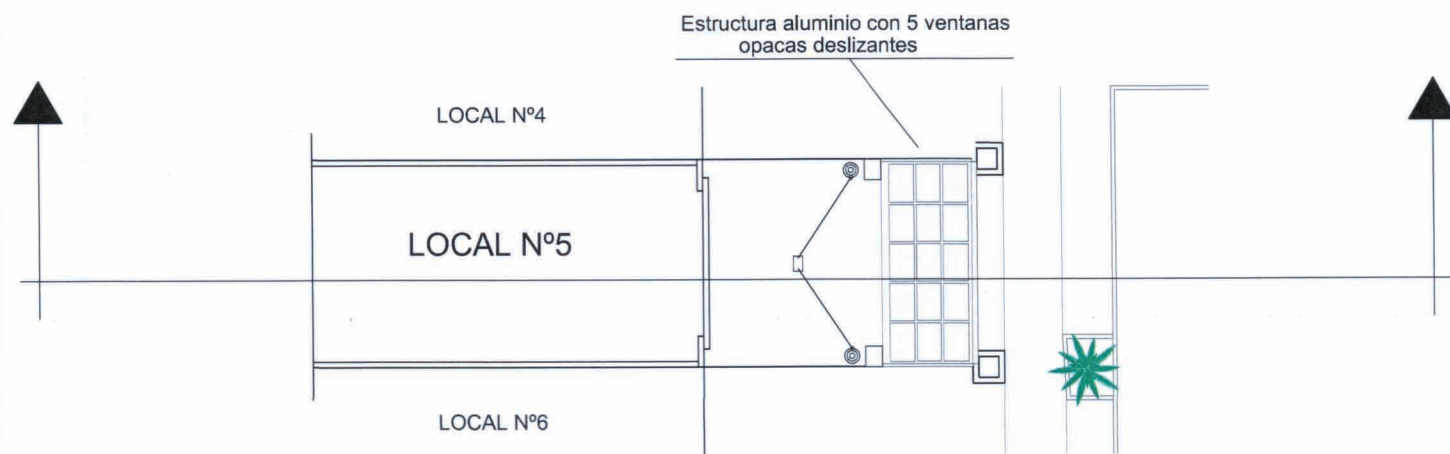 Estructura aluminio con 5 ventanas
opacas deslizantes
LOCAL Nº4
LOCAL Nº5
LOCAL Nº6